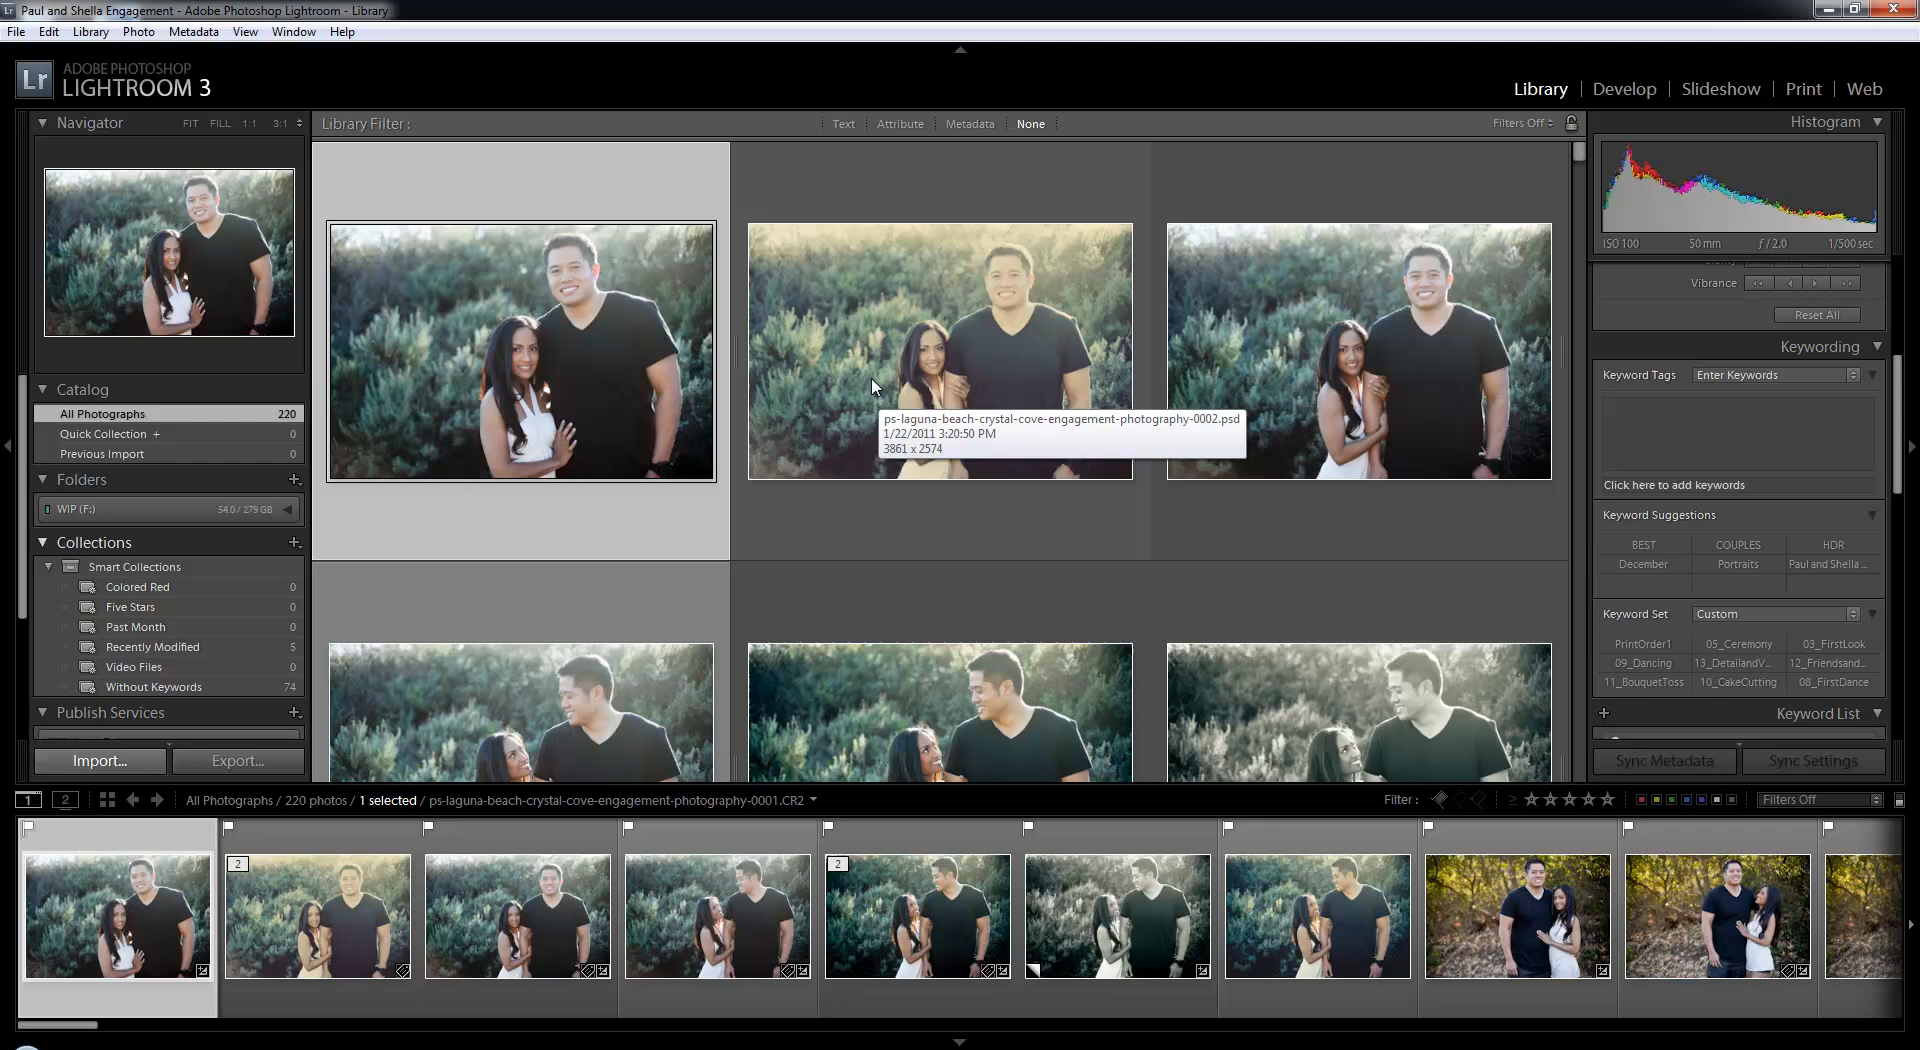 Paul and Shella Engagement - Adobe Photoshop Lightroom - Library
File Edit Library Photo Metadata View Window Help
Lr
ADOBE PHOTOSHOP
LIGHTROOM 3
Library Develop Slideshow Print Web
Navigator FIT FILL 1:1 3:1
Library Filter :
Text Attribute Metadata None
Filters Off
Histogram
ISO 100 50 mm ƒ / 2.0 1/500 sec
Vibrance
Reset All
Keywording
Keyword Tags Enter Keywords
Click here to add keywords
Keyword Suggestions
BEST COUPLES HDR
December Portraits Paul and Shella ...
Keyword Set Custom
PrintOrder1 05_Ceremony 03_FirstLook
09_Dancing 13_DetailandV... 12_Friendsand...
11_BouquetToss 10_CakeCutting 08_FirstDance
Keyword List
Sync Metadata Sync Settings
Catalog
All Photographs 220
Quick Collection + 0
Previous Import 0
Folders
WIP (F:) 54.0 / 279 GB
Collections
Smart Collections
Colored Red 0
Five Stars 0
Past Month 0
Recently Modified 5
Video Files 0
Without Keywords 74
Publish Services
Import... Export...
ps-laguna-beach-crystal-cove-engagement-photography-0002.psd
1/22/2011 3:20:50 PM
3861 x 2574
1 2 All Photographs / 220 photos / 1 selected / ps-laguna-beach-crystal-cove-engagement-photography-0001.CR2
Filter : ≥ Filters Off
2
2